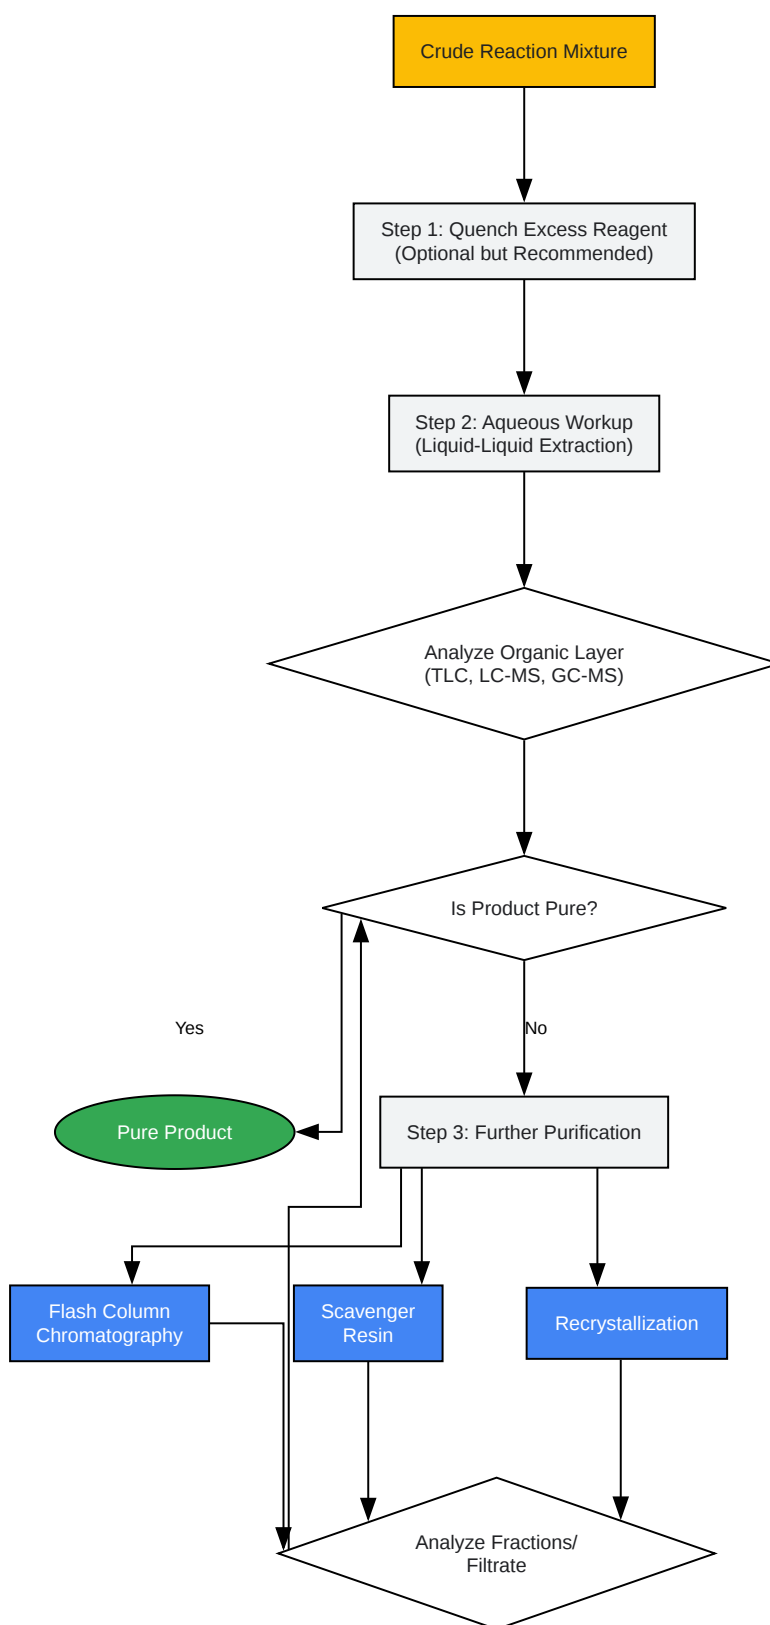 Crude Reaction Mixture
Step 1: Quench Excess Reagent
(Optional but Recommended)
Step 2: Aqueous Workup
(Liquid-Liquid Extraction)
Analyze Organic Layer
(TLC, LC-MS, GC-MS)
Is Product Pure?
Yes
No
Pure Product
Step 3: Further Purification
Flash Column
Chromatography
Scavenger
Resin
Recrystallization
Analyze Fractions/
Filtrate